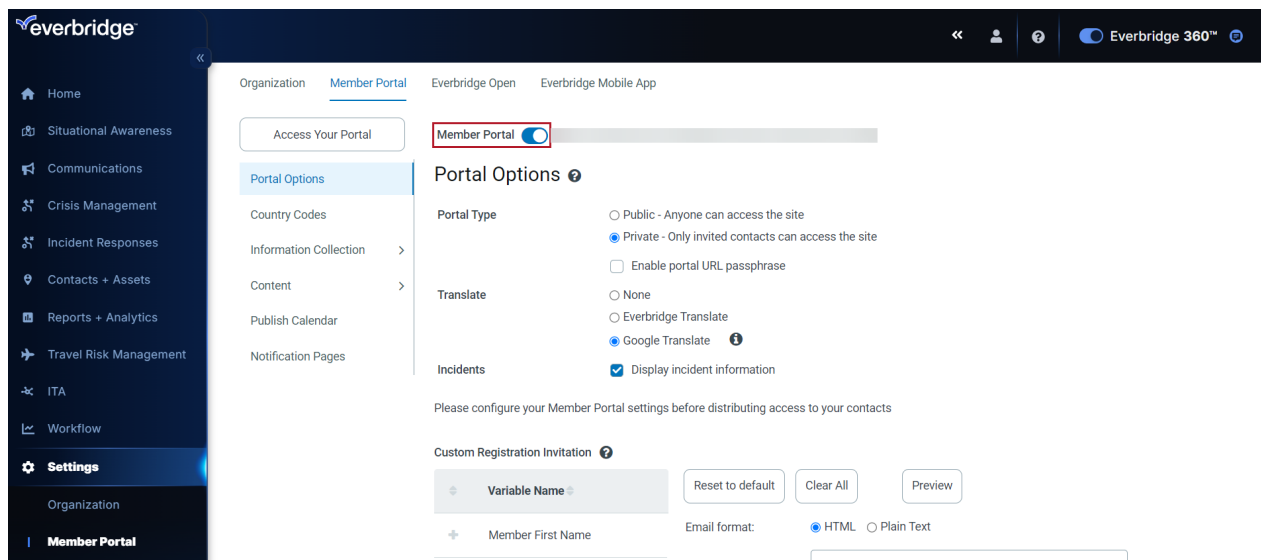 everbridge™
Everbridge 360™
Home
Situational Awareness
Communications
Crisis Management
Incident Responses
Contacts + Assets
Reports + Analytics
Travel Risk Management
ITA
Workflow
Settings
Organization
Member Portal
Organization Member Portal Everbridge Open Everbridge Mobile App
Access Your Portal
Portal Options
Country Codes
Information Collection
Content
Publish Calendar
Notification Pages
Member Portal
Portal Options
Portal Type
Public - Anyone can access the site
Private - Only invited contacts can access the site
Enable portal URL passphrase
Translate
None
Everbridge Translate
Google Translate
Incidents
Display incident information
Please configure your Member Portal settings before distributing access to your contacts
Custom Registration Invitation
Variable Name
Member First Name
Reset to default Clear All Preview
Email format: HTML Plain Text